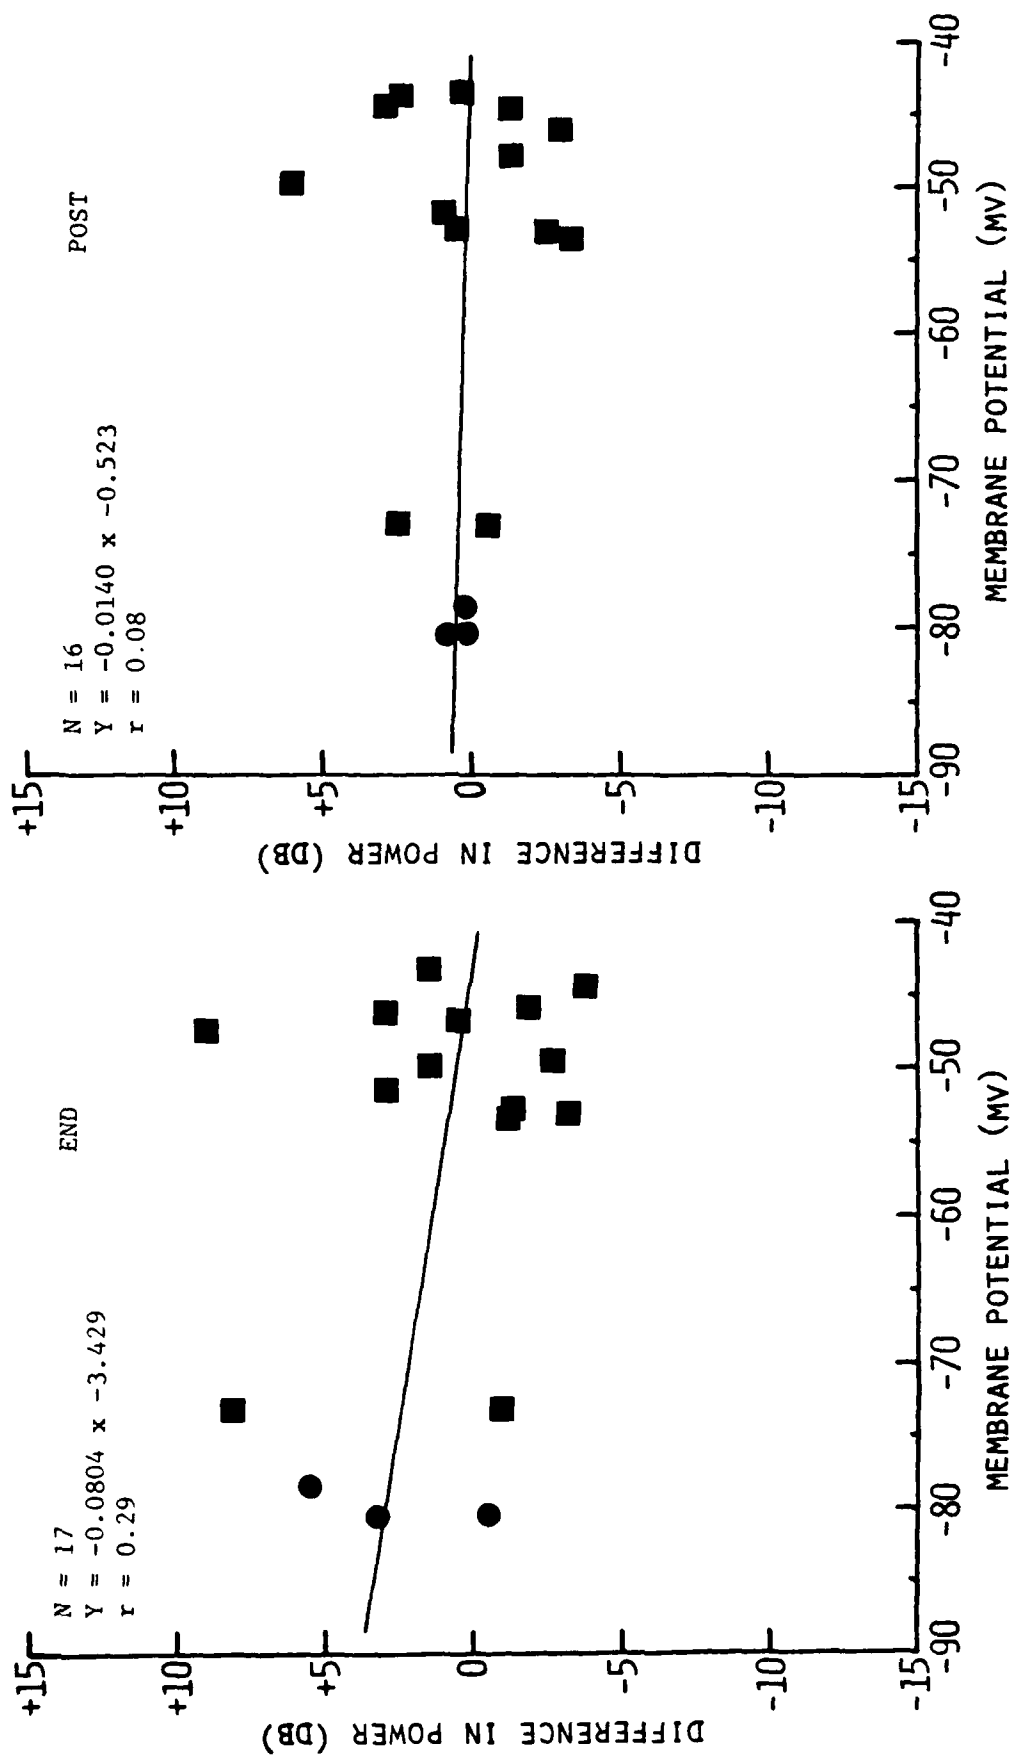 END
N = 17
Y = -0.0804 x -3.429
r = 0.29
+15
+10
+5
0
-5
-10
-15
DIFFERENCE IN POWER (DB)
-90
-80
-70
-60
-50
-40
MEMBRANE POTENTIAL (MV)
POST
N = 16
Y = -0.0140 x -0.523
r = 0.08
+15
+10
+5
0
-5
-10
-15
DIFFERENCE IN POWER (DB)
-90
-80
-70
-60
-50
-40
MEMBRANE POTENTIAL (MV)